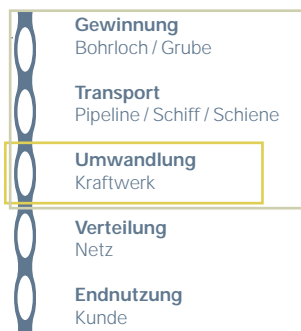 Gewinnung
Bohrloch / Grube
Transport
Pipeline / Schiff / Schiene
Umwandlung
Kraftwerk
Verteilung
Netz
Endnutzung
Kunde